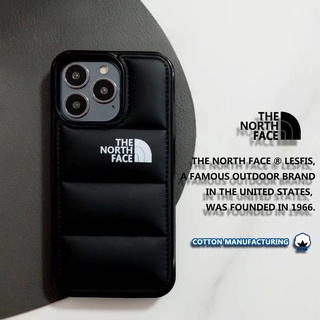 THE
NORTH
FACE
THE
NORTH
FACE
THE NORTH FACE ® LESFIS,
A FAMOUS OUTDOOR BRAND
IN THE UNITED STATES,
WAS FOUNDED IN 1966.
COTTON MANUFACTURING